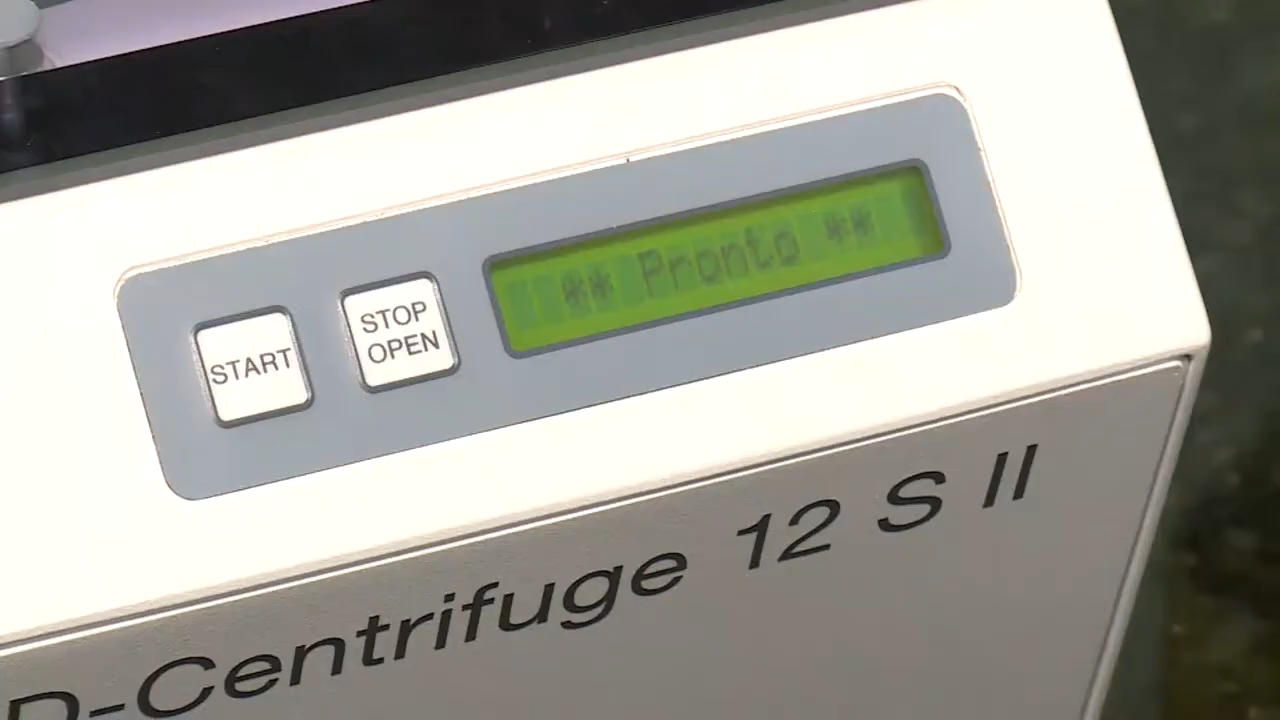 START
STOP
OPEN
** Pronto **
D-Centrifuge 12 S II